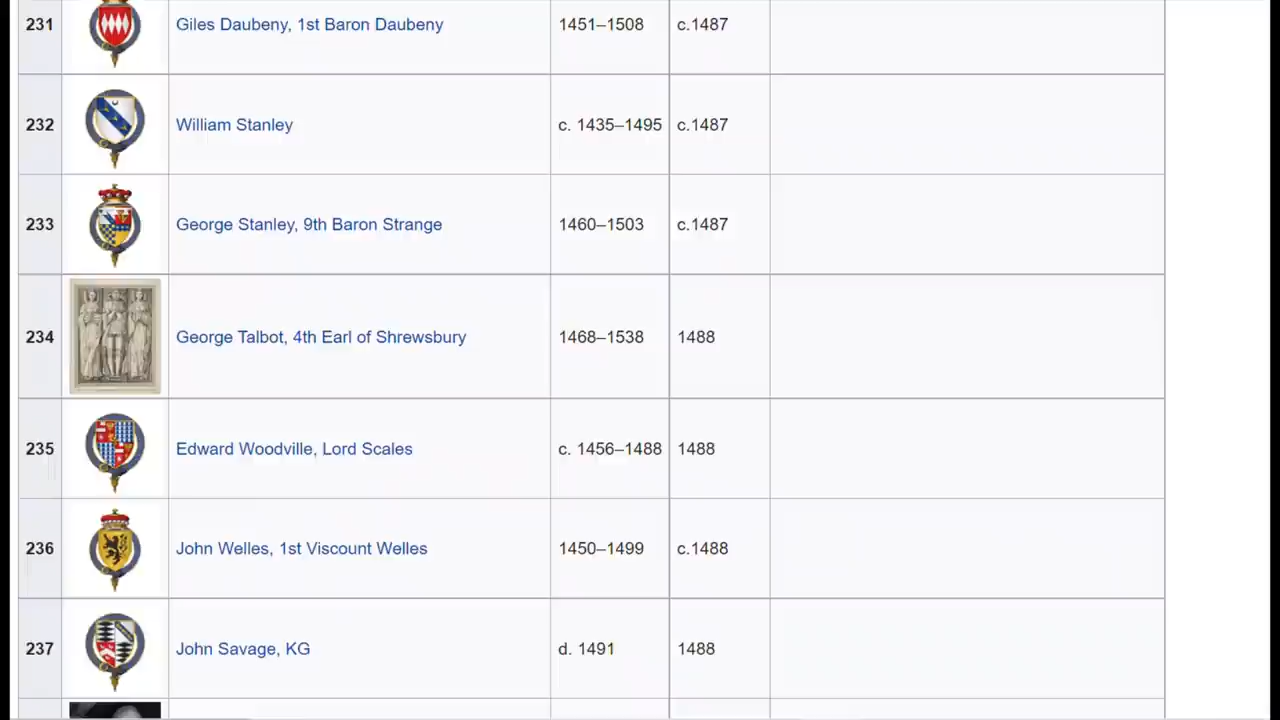 231 Giles Daubeny, 1st Baron Daubeny 1451–1508 c.1487
232 William Stanley c. 1435–1495 c.1487
233 George Stanley, 9th Baron Strange 1460–1503 c.1487
234 George Talbot, 4th Earl of Shrewsbury 1468–1538 1488
235 Edward Woodville, Lord Scales c. 1456–1488 1488
236 John Welles, 1st Viscount Welles 1450–1499 c.1488
237 John Savage, KG d. 1491 1488